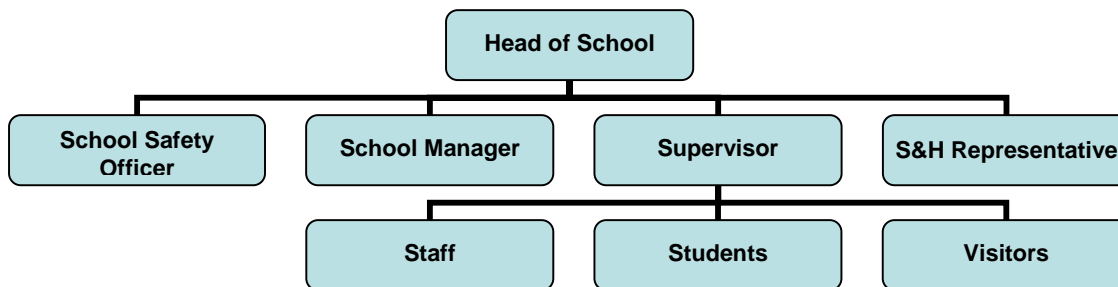 Head of School
School Safety
Officer
School Manager
Supervisor
S&H Representative
Staff
Students
Visitors